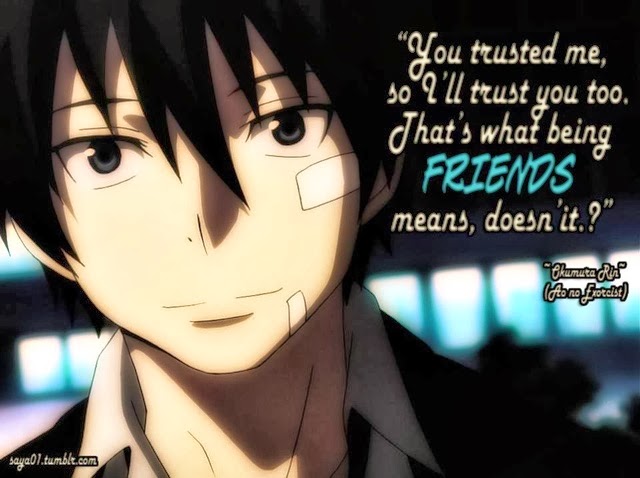 “You trusted me,
so I'll trust you too.
That's what being
FRIENDS
means, doesn'it.?”
~Okumura Rin~
(Ao no Exorcist)
saya01.tumblr.com